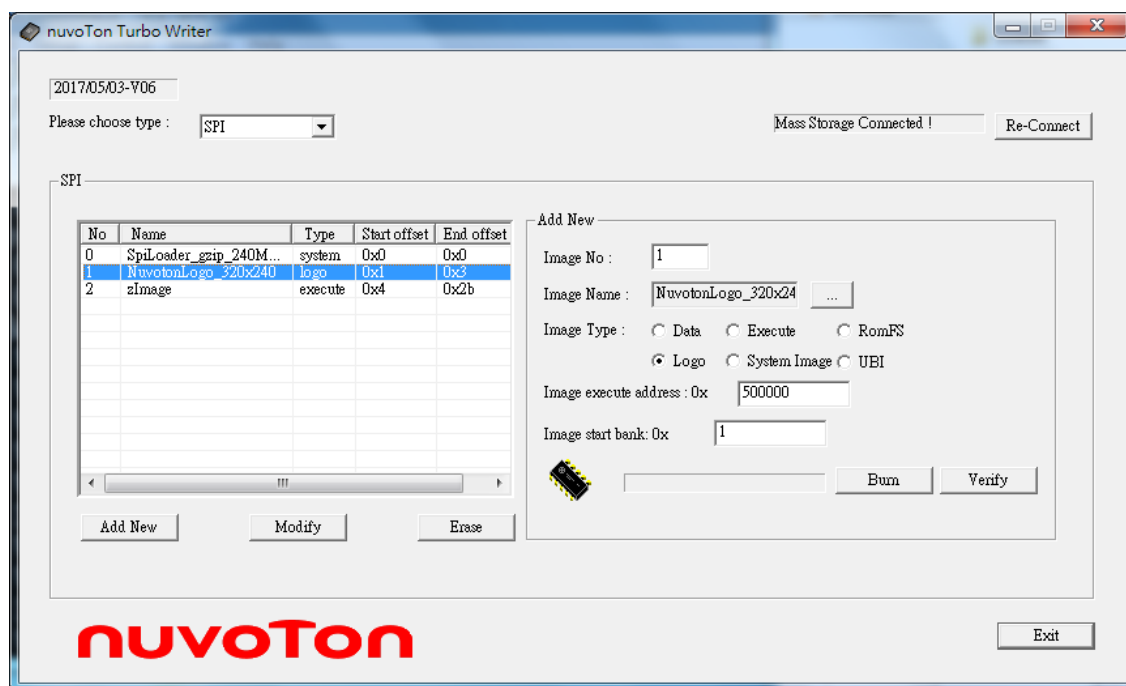 nuvoTon Turbo Writer
2017/05/03-V06
Please choose type : SPI
Mass Storage Connected ! Re-Connect
SPI
No Name Type Start offset End offset
0 SpiLoader_gzip_240M... system 0x0 0x0
1 NuvotonLogo_320x240 logo 0x1 0x3
2 zImage execute 0x4 0x2b
Add New Modify Erase
Add New
Image No : 1
Image Name : NuvotonLogo_320x24 ...
Image Type : Data Execute RomFS
Logo System Image UBI
Image execute address : 0x 500000
Image start bank: 0x 1
Burn Verify
nuvoTon
Exit